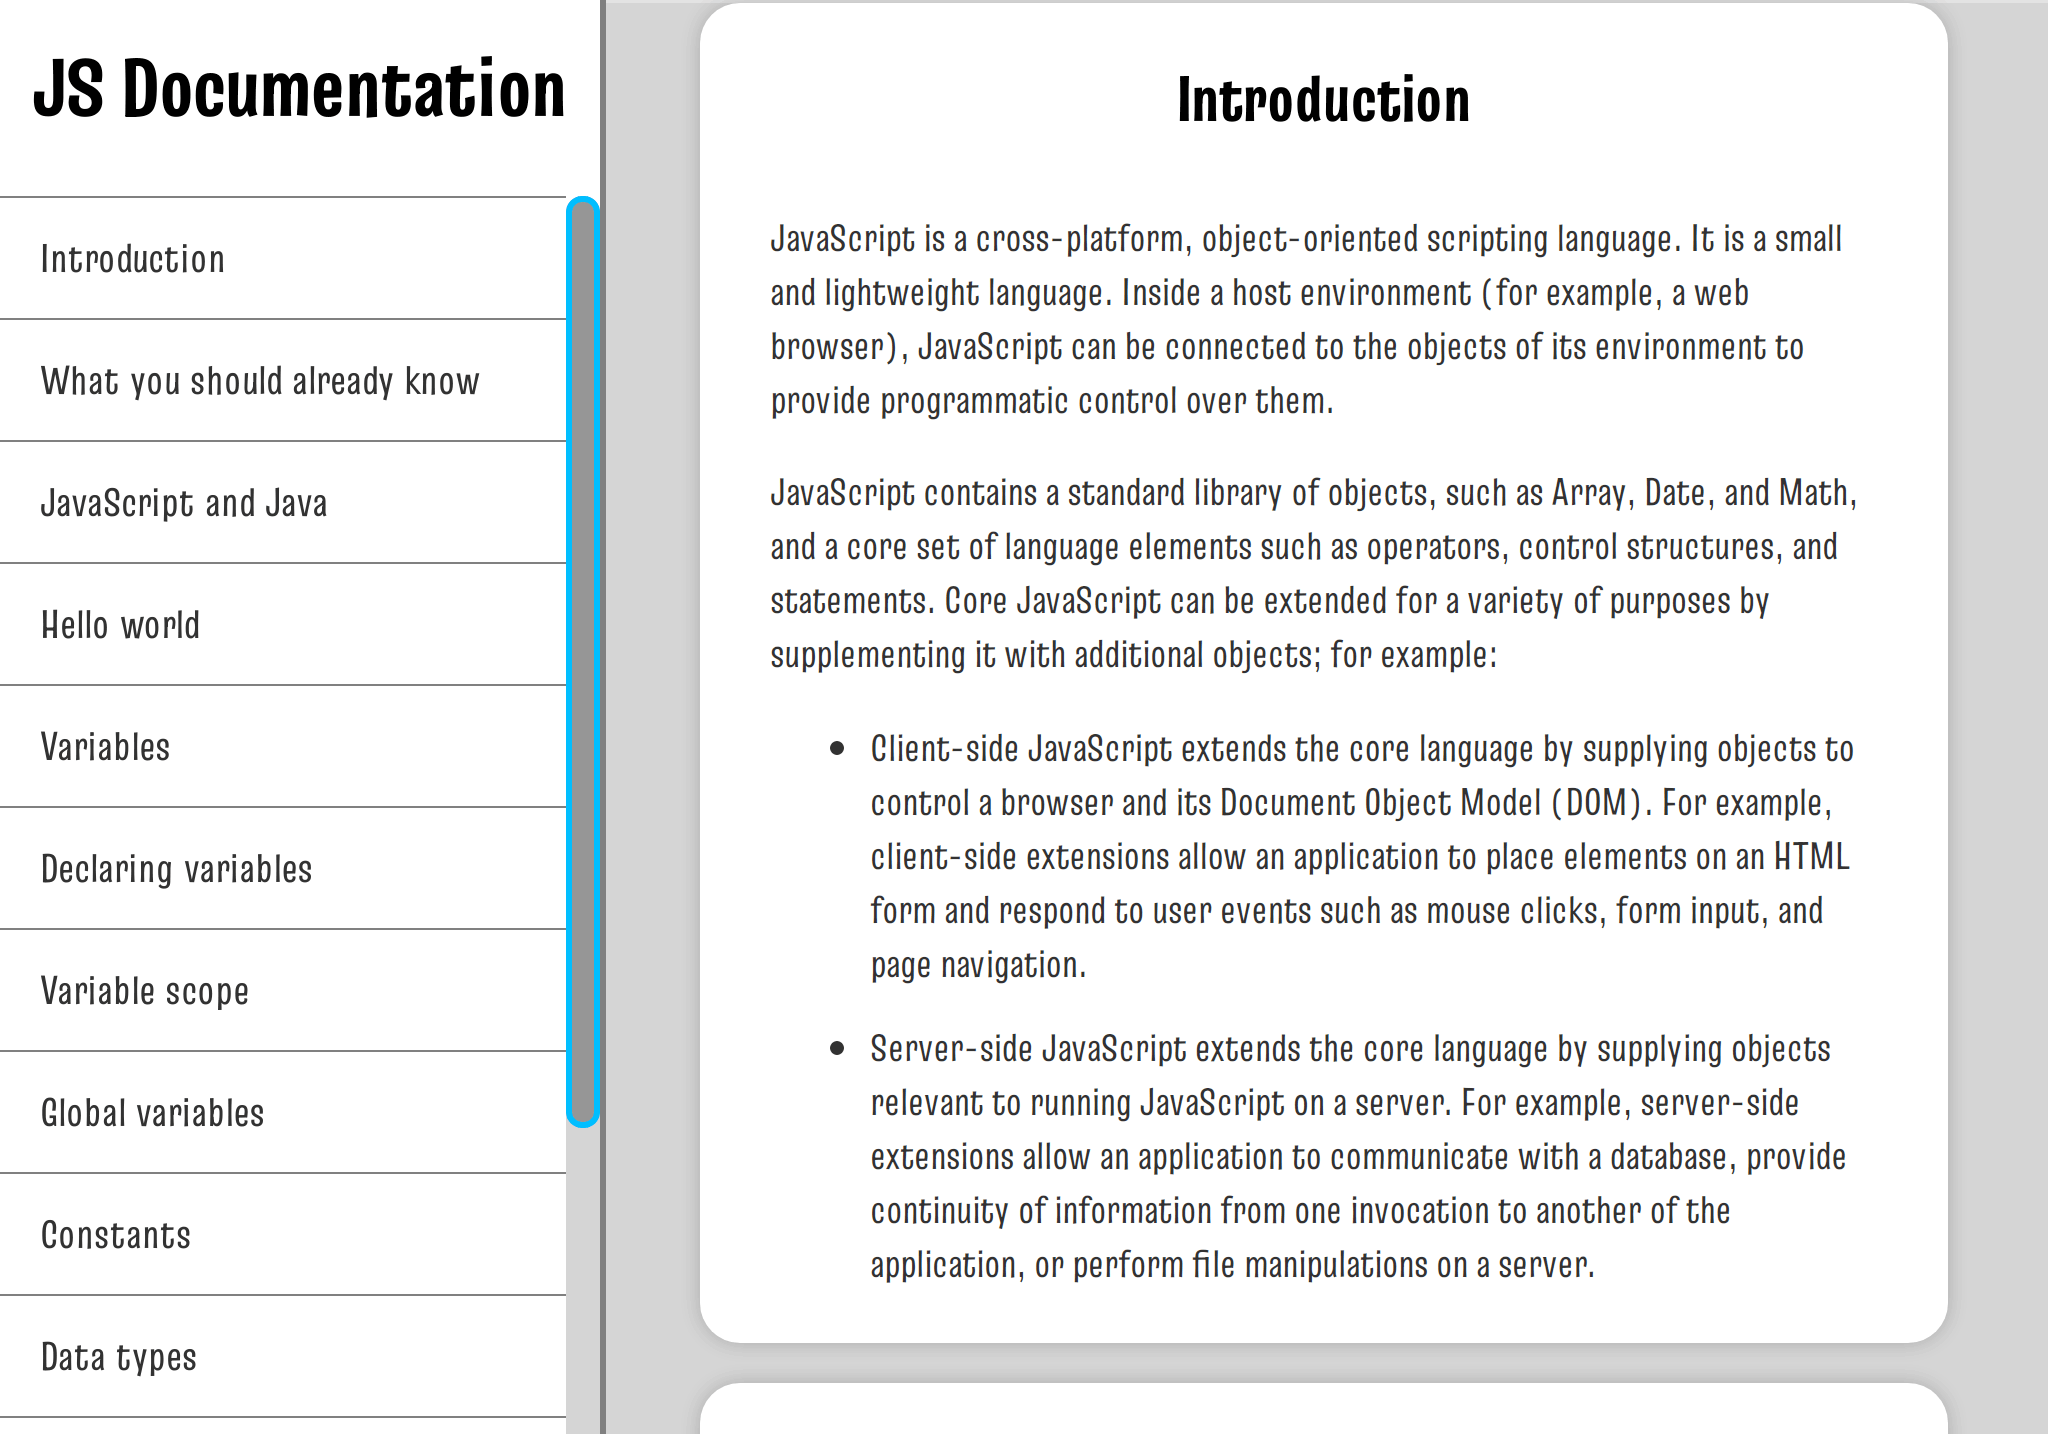 JS Documentation
Introduction
What you should already know
JavaScript and Java
Hello world
Variables
Declaring variables
Variable scope
Global variables
Constants
Data types
Introduction
JavaScript is a cross-platform, object-oriented scripting language. It is a small
and lightweight language. Inside a host environment (for example, a web
browser), JavaScript can be connected to the objects of its environment to
provide programmatic control over them.
JavaScript contains a standard library of objects, such as Array, Date, and Math,
and a core set of language elements such as operators, control structures, and
statements. Core JavaScript can be extended for a variety of purposes by
supplementing it with additional objects; for example:
• Client-side JavaScript extends the core language by supplying objects to
control a browser and its Document Object Model (DOM). For example,
client-side extensions allow an application to place elements on an HTML
form and respond to user events such as mouse clicks, form input, and
page navigation.
• Server-side JavaScript extends the core language by supplying objects
relevant to running JavaScript on a server. For example, server-side
extensions allow an application to communicate with a database, provide
continuity of information from one invocation to another of the
application, or perform file manipulations on a server.